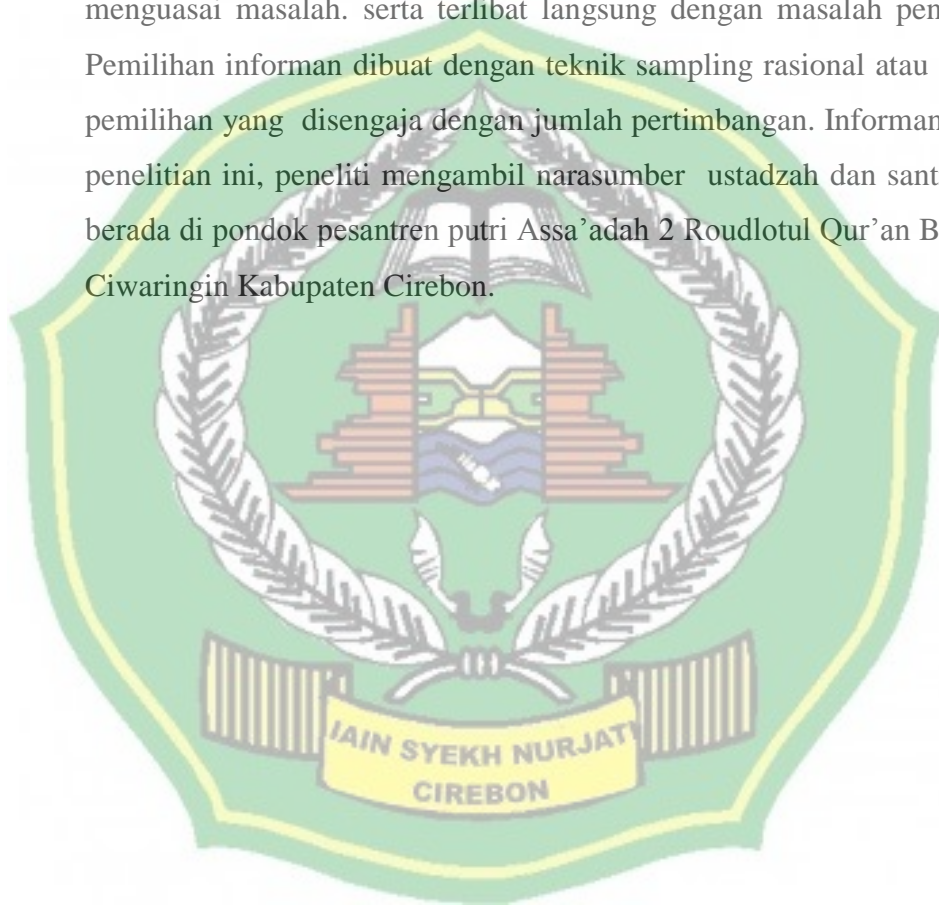 menguasai masalah. serta terlibat langsung dengan masalah pen
Pemilihan informan dibuat dengan teknik sampling rasional atau
pemilihan yang disengaja dengan jumlah pertimbangan. Informan
penelitian ini, peneliti mengambil narasumber ustadzah dan sant
berada di pondok pesantren putri Assa'adah 2 Roudlotul Qur'an B
Ciwaringin Kabupaten Cirebon.
IAIN SYEKH NURJATI
CIREBON